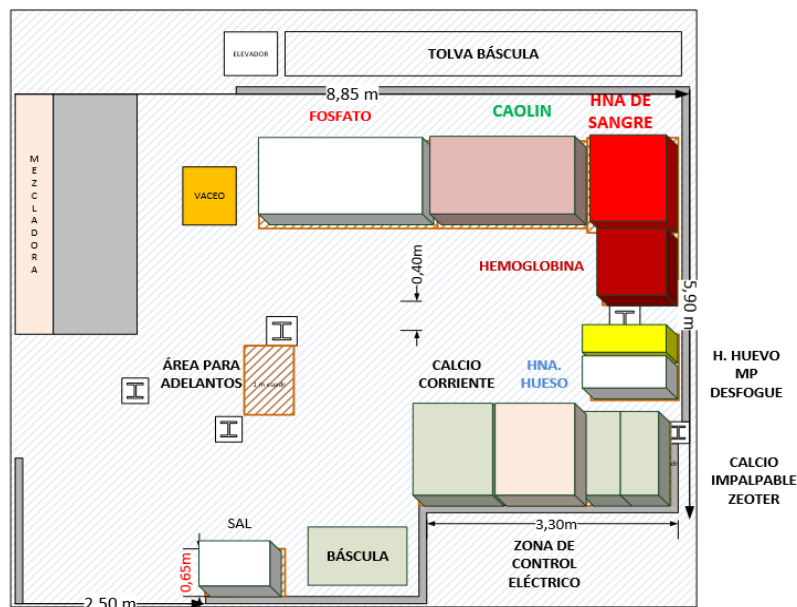 ELEVADOR
TOLVA BÁSCULA
8,85 m
FOSFATO
CAOLIN
HNA DE
SANGRE
MEZCLADORA
VACEO
HEMOGLOBINA
0,40m
5,90 m
ÁREA PARA
ADELANTOS
CALCIO
CORRIENTE
HNA.
HUESO
H. HUEVO
MP
DESFOGUE
CALCIO
IMPALPABLE
ZEOTER
SAL
0,65m
BÁSCULA
3,30m
ZONA DE
CONTROL
ELÉCTRICO
2,50 m